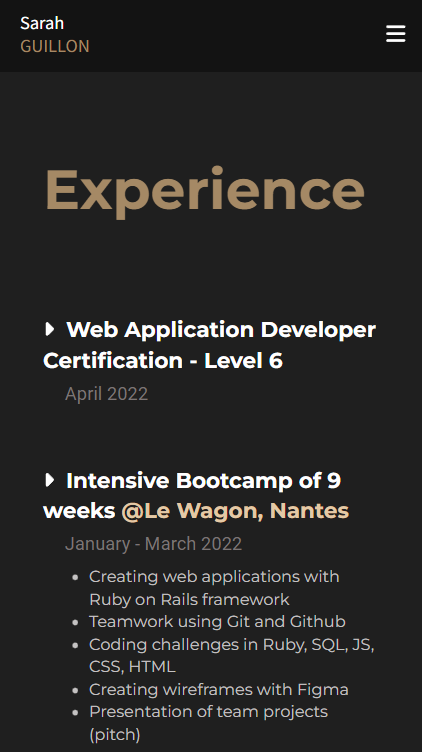 Sarah
GUILLON
Experience
Web Application Developer
Certification - Level 6
April 2022
Intensive Bootcamp of 9
weeks @Le Wagon, Nantes
January - March 2022
• Creating web applications with
Ruby on Rails framework
• Teamwork using Git and Github
• Coding challenges in Ruby, SQL, JS,
CSS, HTML
• Creating wireframes with Figma
• Presentation of team projects
(pitch)